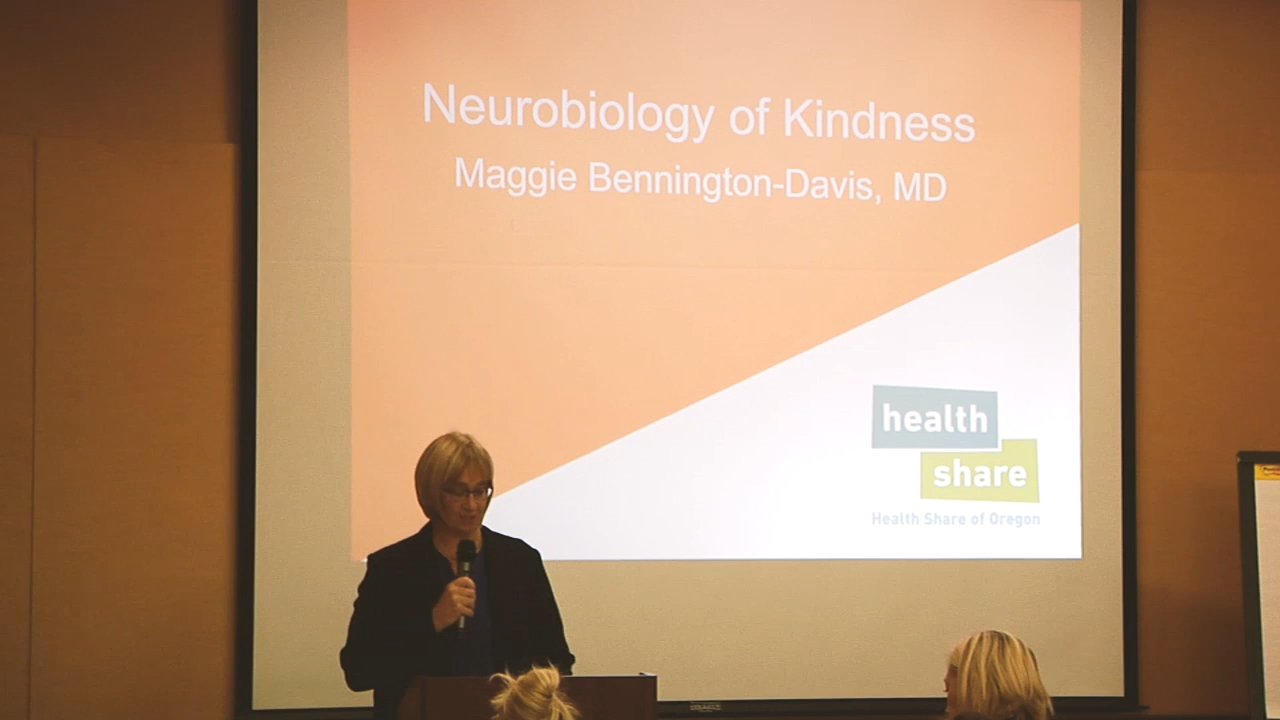 Neurobiology of Kindness
Maggie Bennington-Davis, MD
health
share
Health Share of Oregon